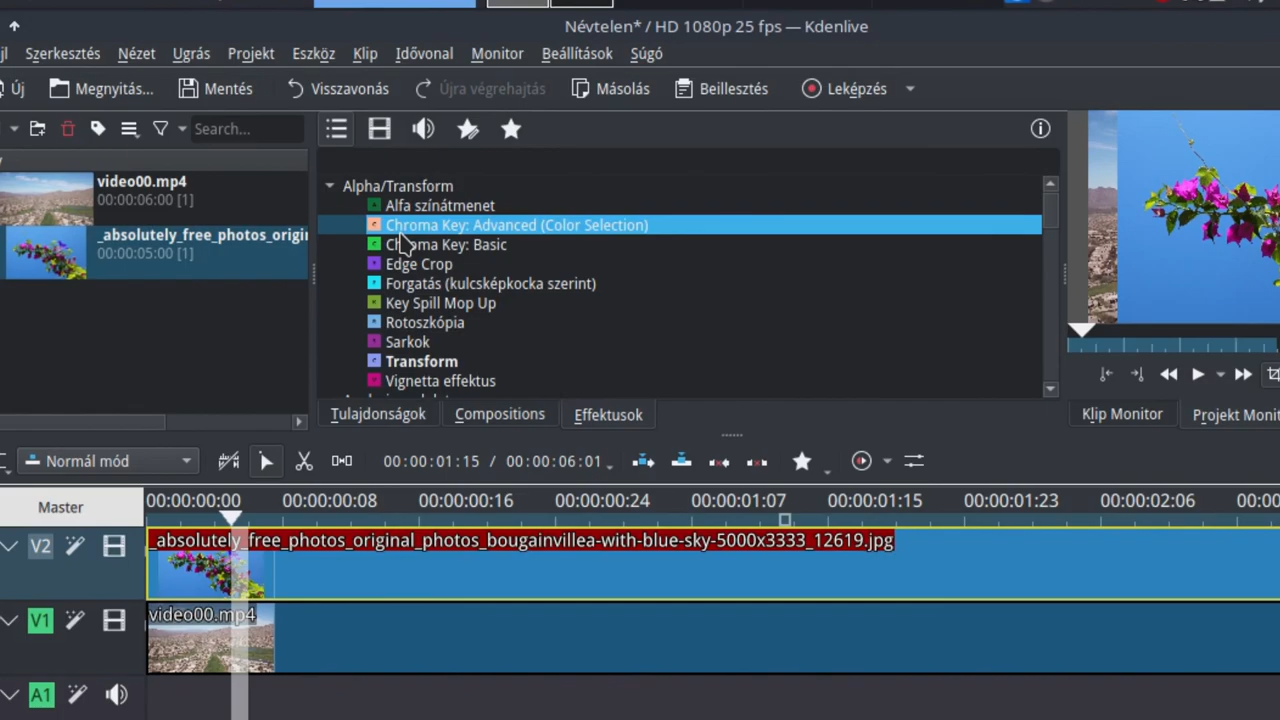 Névtelen* / HD 1080p 25 fps — Kdenlive
jl Szerkesztés Nézet Ugrás Projekt Eszköz Klip Idővonal Monitor Beállítások Súgó
Új Megnyitás... Mentés Visszavonás Újra végrehajtás Másolás Beillesztés Leképzés
Search...
video00.mp4
00:00:06:00 [1]
_absolutely_free_photos_origin
00:00:05:00 [1]
Alpha/Transform
Alfa színátmenet
Chroma Key: Advanced (Color Selection)
Chroma Key: Basic
Edge Crop
Forgatás (kulcsképkocka szerint)
Key Spill Mop Up
Rotoszkópia
Sarkok
Transform
Vignetta effektus
Tulajdonságok Compositions Effektusok
Klip Monitor Projekt Monit
Normál mód 00:00:01:15 / 00:00:06:01
Master 00:00:00:00 00:00:00:08 00:00:00:16 00:00:00:24 00:00:01:07 00:00:01:15 00:00:01:23 00:00:02:06 00:00
V2 _absolutely_free_photos_original_photos_bougainvillea-with-blue-sky-5000x3333_12619.jpg
V1 video00.mp4
A1